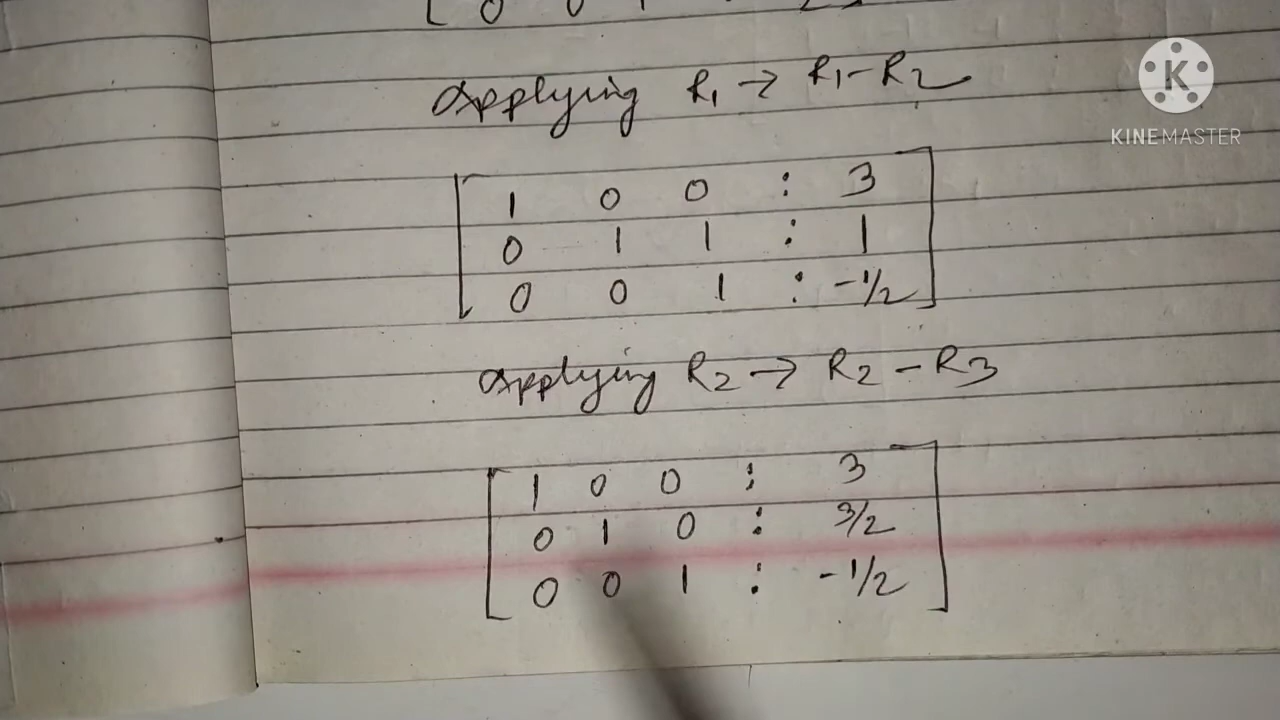 Applying R1 → R1 - R2
K
KINEMASTER
1 0 0 : 3
0 1 1 : 1
0 0 1 : -1/2
Applying R2 → R2 - R3
1 0 0 : 3
0 1 0 : 3/2
0 0 1 : -1/2